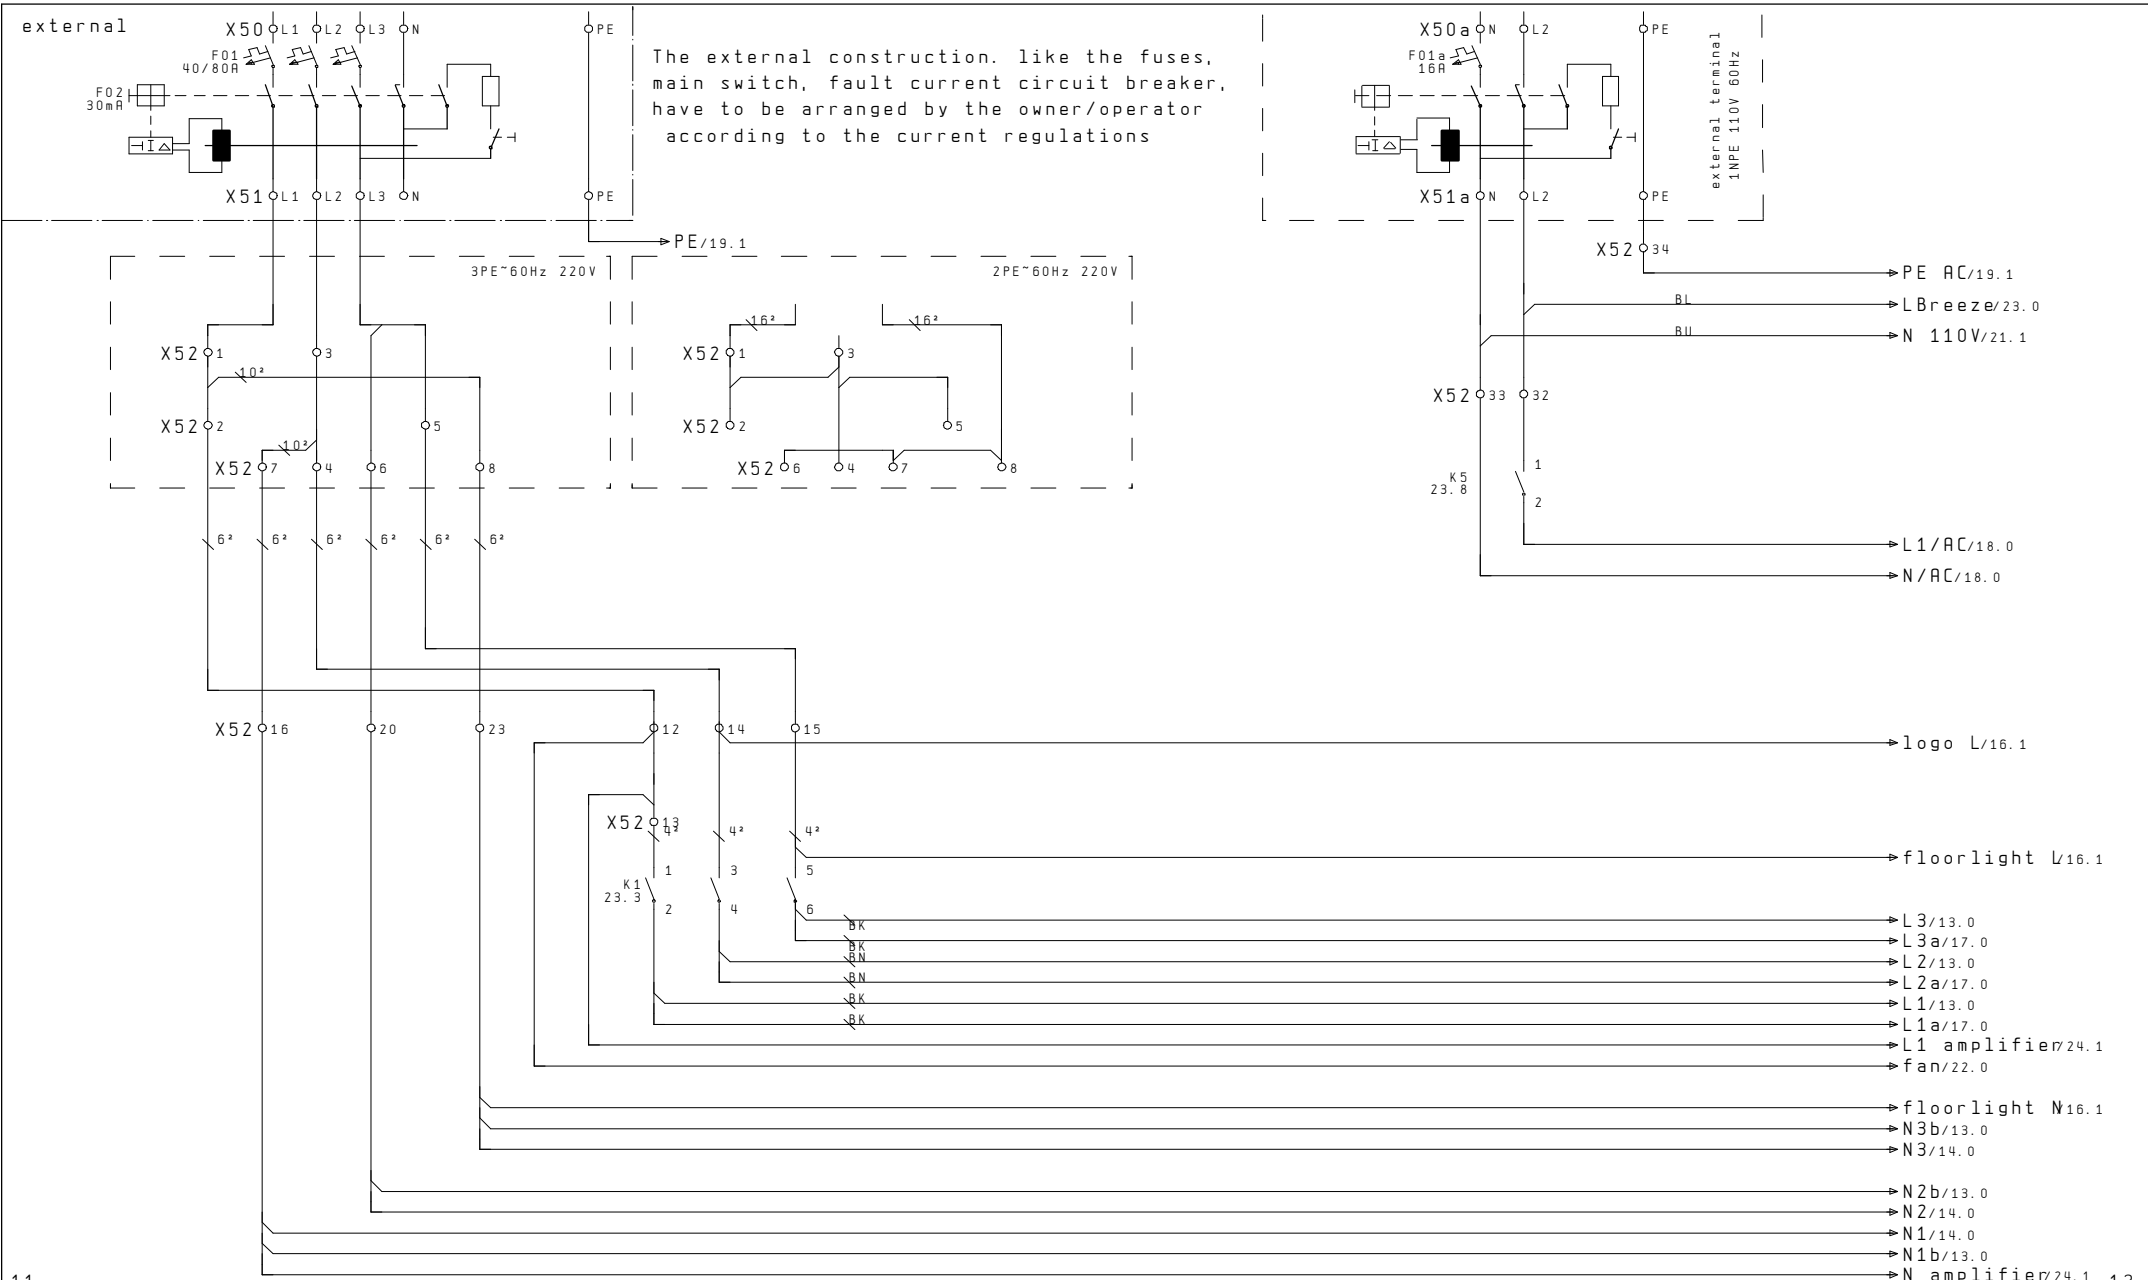 external
X50 L1 L2 L3 N PE
F01
40/80A
F02
30mA
X51 L1 L2 L3 N PE
The external construction. like the fuses,
main switch, fault current circuit breaker,
have to be arranged by the owner/operator
according to the current regulations
X50a N L2 PE
F01a
16A
external terminal
1NPE 110V 60Hz
X51a N L2 PE
PE/19.1
X52 34
PE AC/19.1
LBreeze/23.0
BL
N 110V/21.1
BU
3PE~60Hz 220V
X52 1 3
10²
X52 2 5
10²
X52 7 4 6 8
2PE~60Hz 220V
16² 16²
X52 1 3
X52 2 5
X52 6 4 7 8
X52 33 32
K5
23.8
1
2
L1/AC/18.0
N/AC/18.0
6² 6² 6² 6² 6² 6²
X52 16 20 23 12 14 15
logo L/16.1
X52 13
4² 4² 4²
floorlight L/16.1
K1
23.3
1 3 5
2 4 6
BK L3/13.0
BK L3a/17.0
BN L2/13.0
BN L2a/17.0
BK L1/13.0
BK L1a/17.0
L1 amplifier/24.1
fan/22.0
floorlight N/16.1
N3b/13.0
N3/14.0
N2b/13.0
N2/14.0
N1/14.0
N1b/13.0
N amplifier/24.1